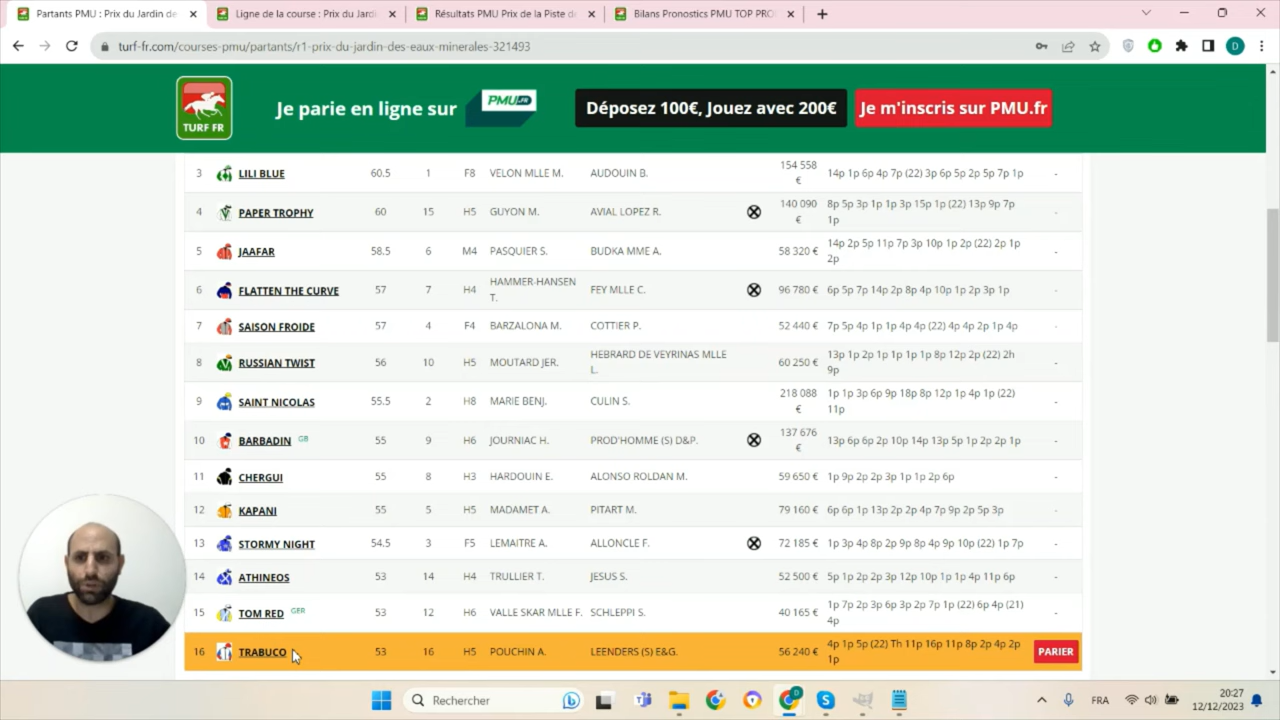 Partants PMU : Prix du Jardin de
Ligne de la course : Prix du Jardi
Résultats PMU Prix de la Piste de
Bilans Pronostics PMU TOP PRO
turf-fr.com/courses-pmu/partants/r1-prix-du-jardin-des-eaux-minerales-321493
D
TURF FR
Je parie en ligne sur
PMU.fr
Déposez 100€, Jouez avec 200€
Je m'inscris sur PMU.fr
3 LILI BLUE 60.5 1 F8 VELON MLLE M. AUDOUIN B. 154 558 € 14p 1p 6p 4p 7p (22) 3p 6p 5p 2p 5p 7p 1p -
4 PAPER TROPHY 60 15 H5 GUYON M. AVIAL LOPEZ R. 140 090 € 8p 5p 3p 1p 1p 3p 15p 1p (22) 13p 9p 7p 1p -
5 JAAFAR 58.5 6 M4 PASQUIER S. BUDKA MME A. 58 320 € 14p 2p 5p 11p 7p 3p 10p 1p 2p (22) 2p 1p 2p -
6 FLATTEN THE CURVE 57 7 H4 HAMMER-HANSEN T. FEY MLLE C. 96 780 € 6p 5p 7p 14p 2p 8p 4p 10p 1p 2p 3p 1p -
7 SAISON FROIDE 57 4 F4 BARZALONA M. COTTIER P. 52 440 € 7p 5p 4p 1p 1p 4p 4p (22) 4p 4p 2p 1p 4p -
8 RUSSIAN TWIST 56 10 H5 MOUTARD JER. HEBRARD DE VEYRINAS MLLE L. 60 250 € 13p 1p 2p 1p 1p 1p 1p 8p 12p 2p (22) 2h 9p -
9 SAINT NICOLAS 55.5 2 H8 MARIE BENJ. CULIN S. 218 088 € 1p 1p 3p 6p 9p 18p 8p 12p 1p 4p 1p (22) 11p -
10 BARBADIN GB 55 9 H6 JOURNIAC H. PROD'HOMME (S) D&P. 137 676 € 13p 6p 6p 2p 10p 14p 13p 5p 1p 2p 2p 1p -
11 CHERGUI 55 8 H3 HARDOUIN E. ALONSO ROLDAN M. 59 650 € 1p 9p 2p 2p 3p 1p 1p 2p 6p -
12 KAPANI 55 5 H5 MADAMET A. PITART M. 79 160 € 6p 6p 1p 13p 2p 2p 4p 7p 9p 2p 5p 3p -
13 STORMY NIGHT 54.5 3 F5 LEMAITRE A. ALLONCLE F. 72 185 € 1p 3p 4p 8p 2p 9p 8p 4p 9p 10p (22) 1p 7p -
14 ATHINEOS 53 14 H4 TRULLIER T. JESUS S. 52 500 € 5p 1p 2p 2p 3p 12p 10p 1p 1p 4p 11p 6p -
15 TOM RED GER 53 12 H6 VALLE SKAR MLLE F. SCHLEPPI S. 40 165 € 1p 7p 2p 3p 6p 3p 2p 7p 1p (22) 6p 4p (21) 4p -
16 TRABUCO 53 16 H5 POUCHIN A. LEENDERS (S) E&G. 56 240 € 4p 1p 5p (22) Th 11p 16p 11p 8p 2p 4p 2p 1p PARIER
Rechercher
FRA
20:27
12/12/2023